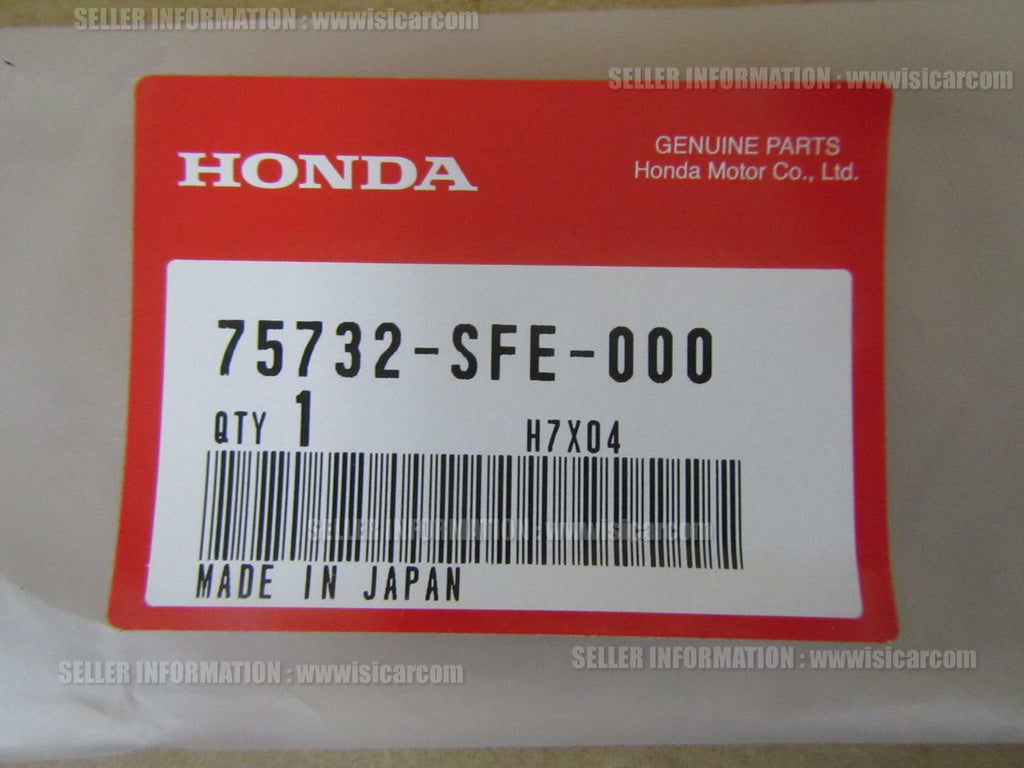 SELLER INFORMATION : wwwisicarcom
SELLER INFORMATION : wwwisicarcom
HONDA
GENUINE PARTS
Honda Motor Co., Ltd.
75732-SFE-000
QTY 1 H7X04
SELLER INFORMATION : wwwisicarcom
MADE IN JAPAN
SELLER INFORMATION : wwwisicarcom
SELLER INFORMATION : wwwisicarcom